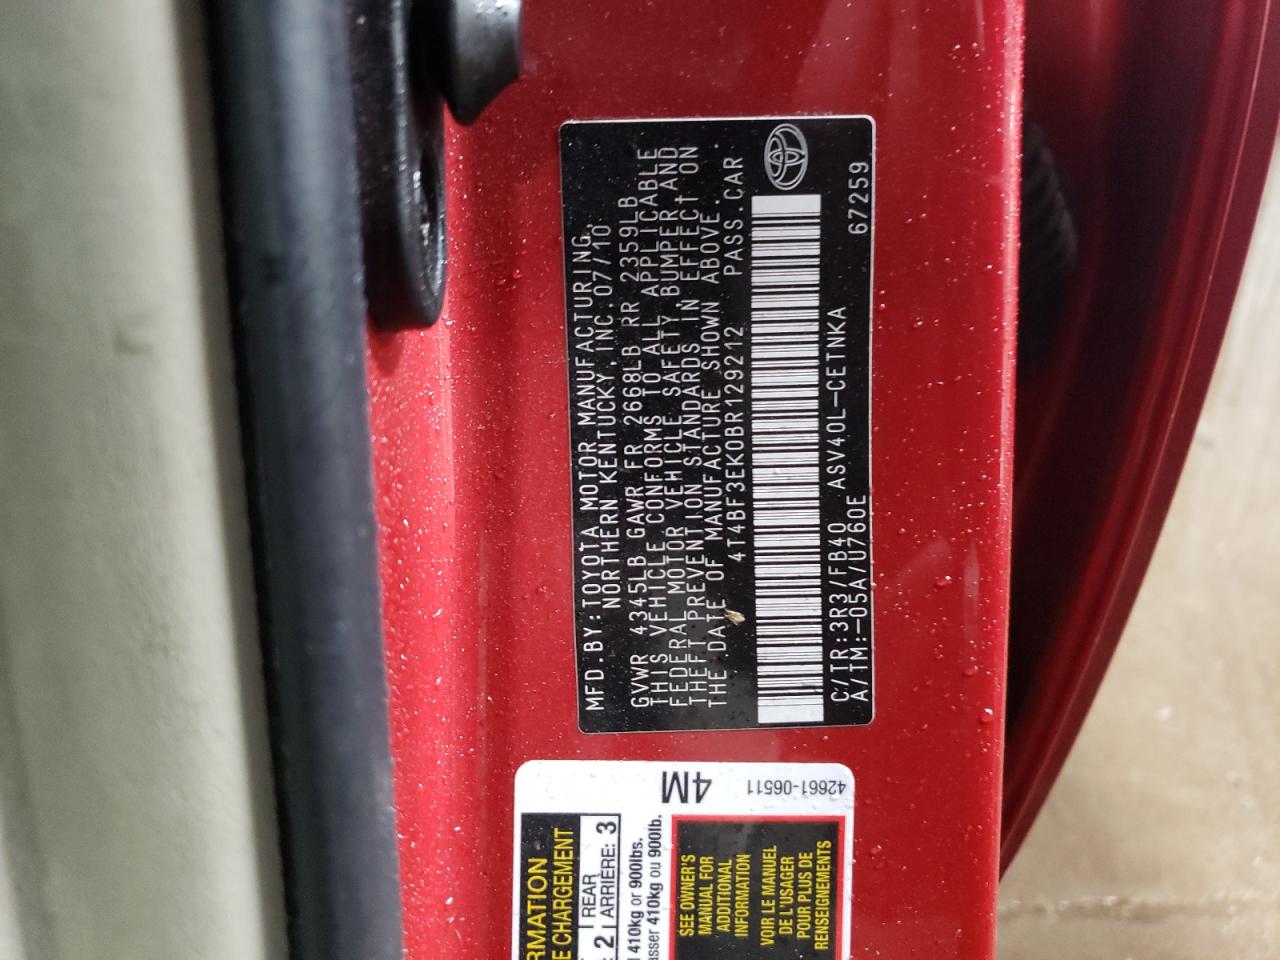 MFD.BY:TOYOTA MOTOR MANUFACTURING,
NORTHERN KENTUCKY,INC.07/10
GVWR 4345LB GAWR FR 2668LB RR 2359LB
THIS VEHICLE CONFORMS TO ALL APPLICABLE
FEDERAL MOTOR VEHICLE SAFETY, BUMPER, AND
THEFT PREVENTION STANDARDS IN EFFECT ON
THE DATE OF MANUFACTURE SHOWN ABOVE.
4T4BF3EK0BR129212 PASS.CAR
C/TR:3R3/FB40 ASV40L-CETNKA 67259
A/TM:-05A/U760E
4M
42661-06511
RMATION
E CHARGEMENT
2 REAR
ARRIÈRE: 3
410kg or 900lbs.
asser 410kg ou 900lb.
SEE OWNER'S
MANUAL FOR
ADDITIONAL
INFORMATION
VOIR LE MANUEL
DE L'USAGER
POUR PLUS DE
RENSEIGNEMENTS